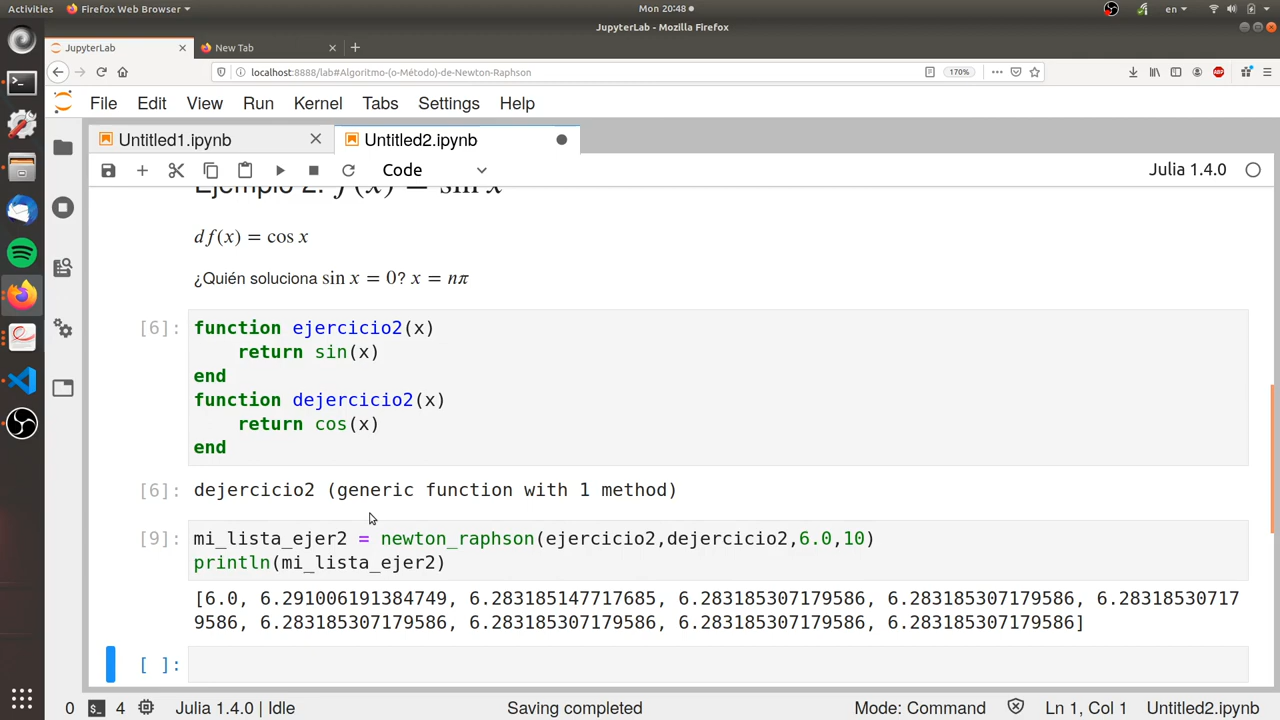 Activities Firefox Web Browser Mon 20:48 en
JupyterLab - Mozilla Firefox
JupyterLab New Tab
localhost:8888/lab#Algoritmo-(o-Método)-de-Newton-Raphson 170% ABP
File Edit View Run Kernel Tabs Settings Help
Untitled1.ipynb Untitled2.ipynb
Code Julia 1.4.0
Ejemplo 2: f(x) = sin x
df(x) = cos x
¿Quién soluciona sin x = 0? x = nπ
[6]: function ejercicio2(x)
return sin(x)
end
function dejercicio2(x)
return cos(x)
end
[6]: dejercicio2 (generic function with 1 method)
[9]: mi_lista_ejer2 = newton_raphson(ejercicio2,dejercicio2,6.0,10)
println(mi_lista_ejer2)
[6.0, 6.291006191384749, 6.283185147717685, 6.283185307179586, 6.283185307179586, 6.28318530717
9586, 6.283185307179586, 6.283185307179586, 6.283185307179586, 6.283185307179586]
[ ]:
0 $_ 4 Julia 1.4.0 | Idle Saving completed Mode: Command Ln 1, Col 1 Untitled2.ipynb